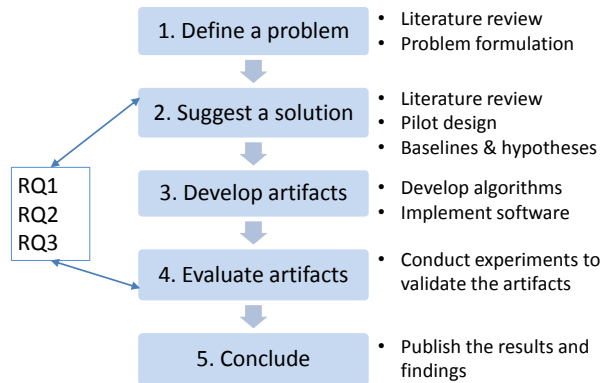 1. Define a problem
• Literature review
• Problem formulation
2. Suggest a solution
• Literature review
• Pilot design
• Baselines & hypotheses
RQ1
RQ2
RQ3
3. Develop artifacts
• Develop algorithms
• Implement software
4. Evaluate artifacts
• Conduct experiments to
validate the artifacts
5. Conclude
• Publish the results and
findings